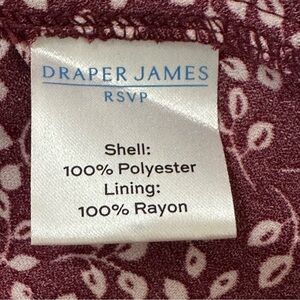 DRAPER JAMES
RSVP
Shell:
100% Polyester
Lining:
100% Rayon